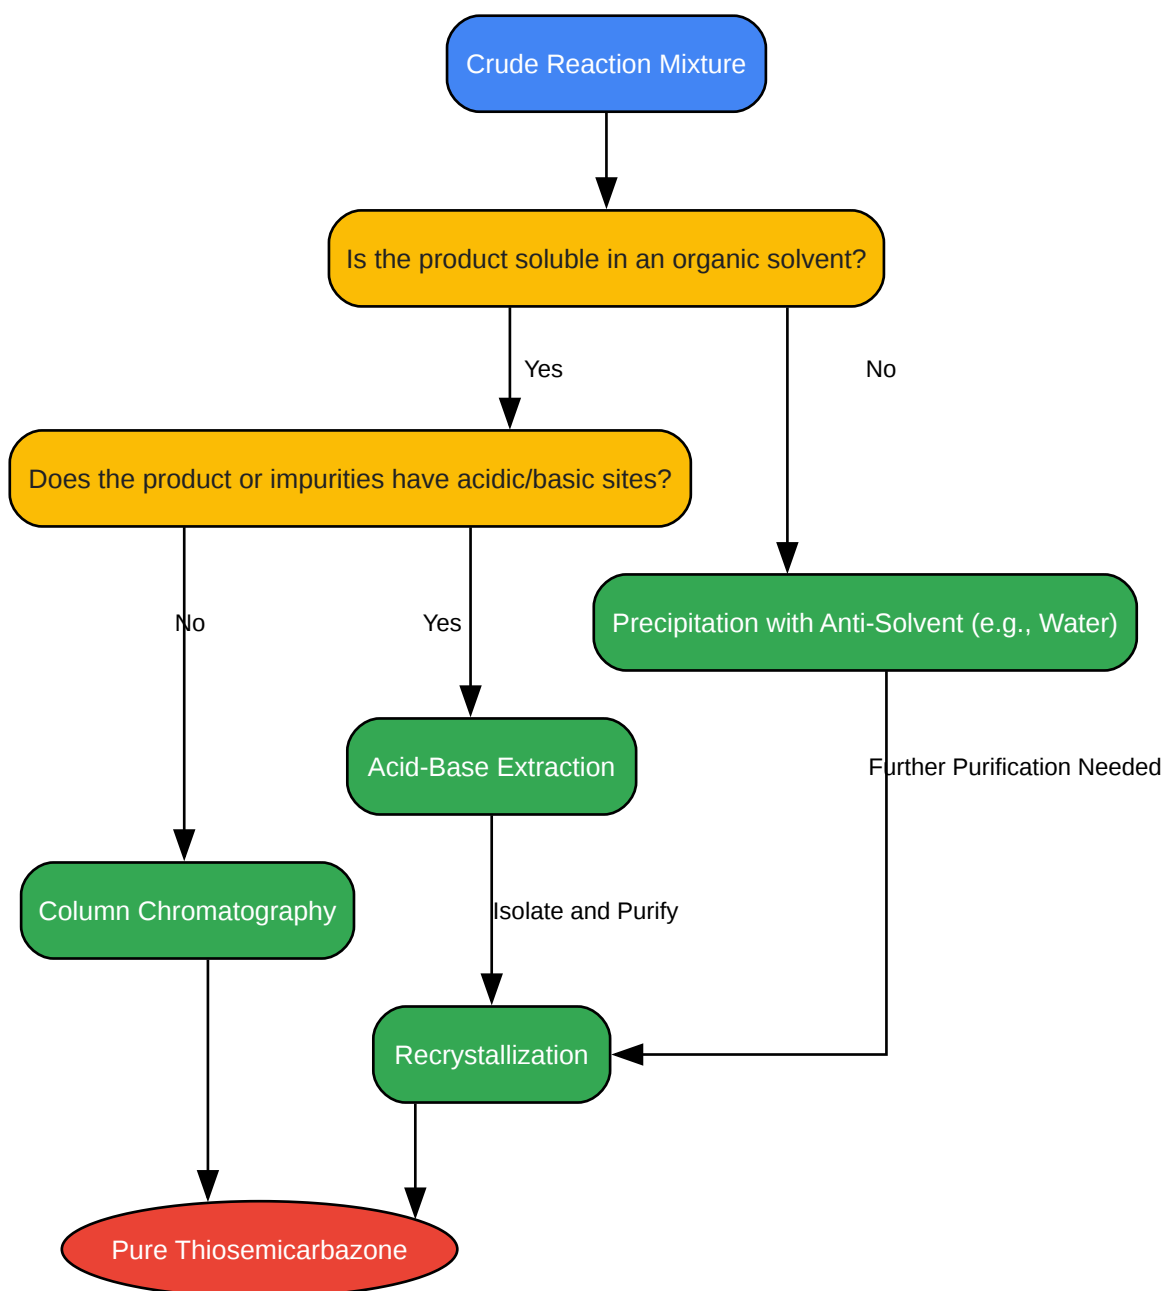 Crude Reaction Mixture
Is the product soluble in an organic solvent?
Yes
No
Does the product or impurities have acidic/basic sites?
No
Yes
Precipitation with Anti-Solvent (e.g., Water)
Acid-Base Extraction
Further Purification Needed
Column Chromatography
Isolate and Purify
Recrystallization
Pure Thiosemicarbazone